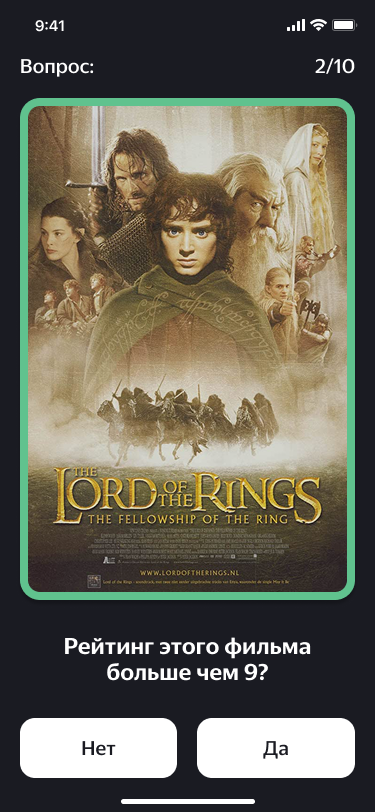 9:41
Вопрос:
2/10
THE
LORD OF THE RINGS
THE FELLOWSHIP OF THE RING
WWW.LORDOFTHERINGS.NL
Рейтинг этого фильма
больше чем 9?
Нет
Да